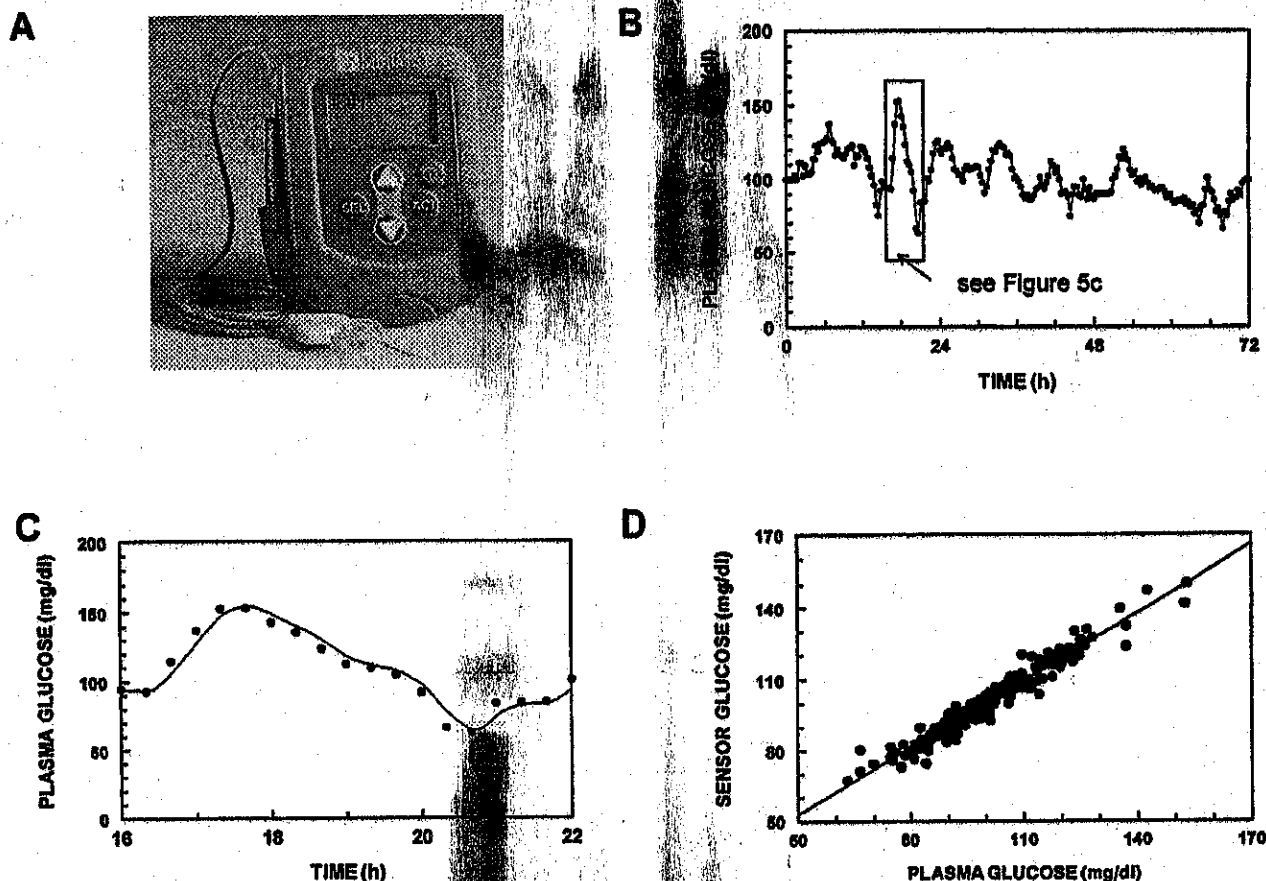 A
B
200
150
100
50
0
0 24 48 72
see Figure 5c
TIME (h)
C
PLASMA GLUCOSE (mg/dl)
200
150
100
50
0
16 18 20 22
TIME (h)
D
SENSOR GLUCOSE (mg/dl)
170
140
110
80
50
50 80 110 140 170
PLASMA GLUCOSE (mg/dl)